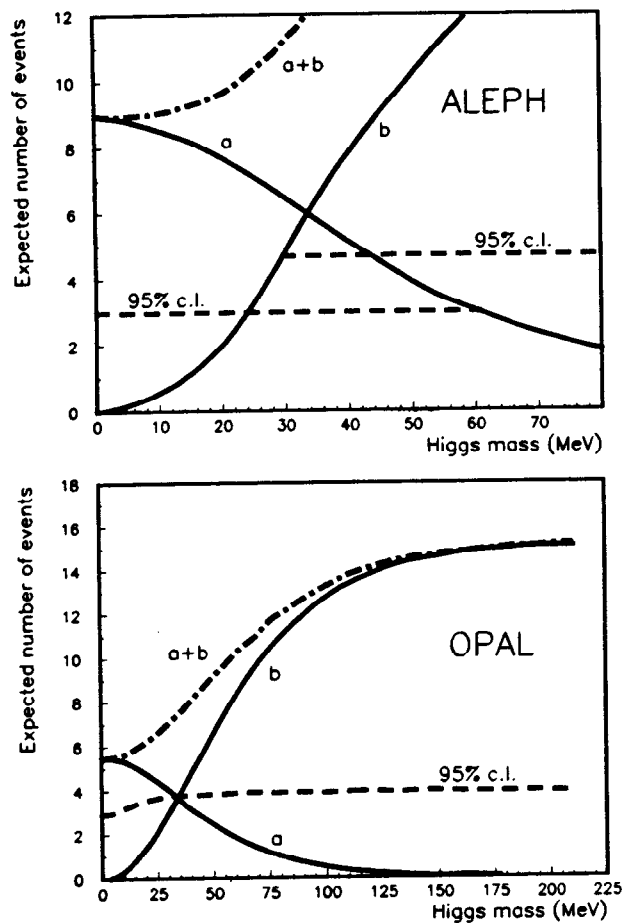 Expected number of events
12
10
8
6
4
2
0
a+b
ALEPH
a
b
95% c.l.
95% c.l.
0 10 20 30 40 50 60 70
Higgs mass (MeV)
Expected number of events
18
16
14
12
10
8
6
4
2
0
a+b
b
OPAL
95% c.l.
a
0 25 50 75 100 125 150 175 200 225
Higgs mass (MeV)